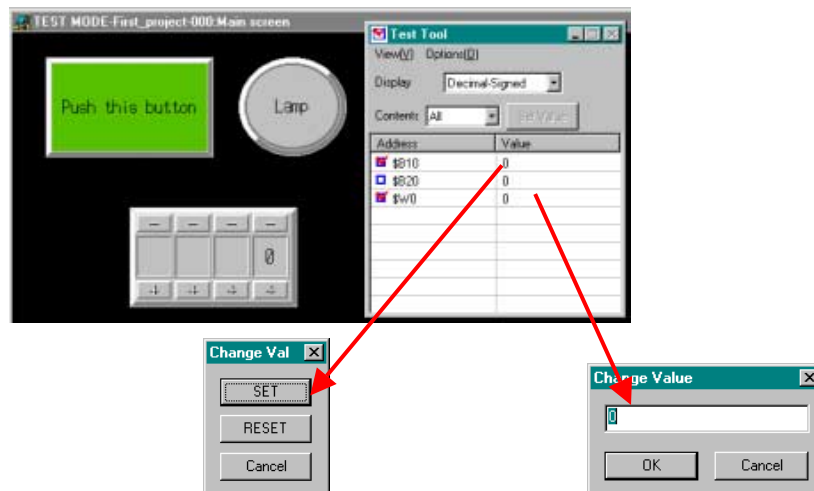 TEST MODE-First_project-000:Main screen
Push this button
Lamp
0
Test Tool
View(V) Options(O)
Display Decimal-Signed
Contents All Set Value
Address Value
$B10 0
$B20 0
$W0 0
Change Val
SET
RESET
Cancel
Change Value
0
OK Cancel